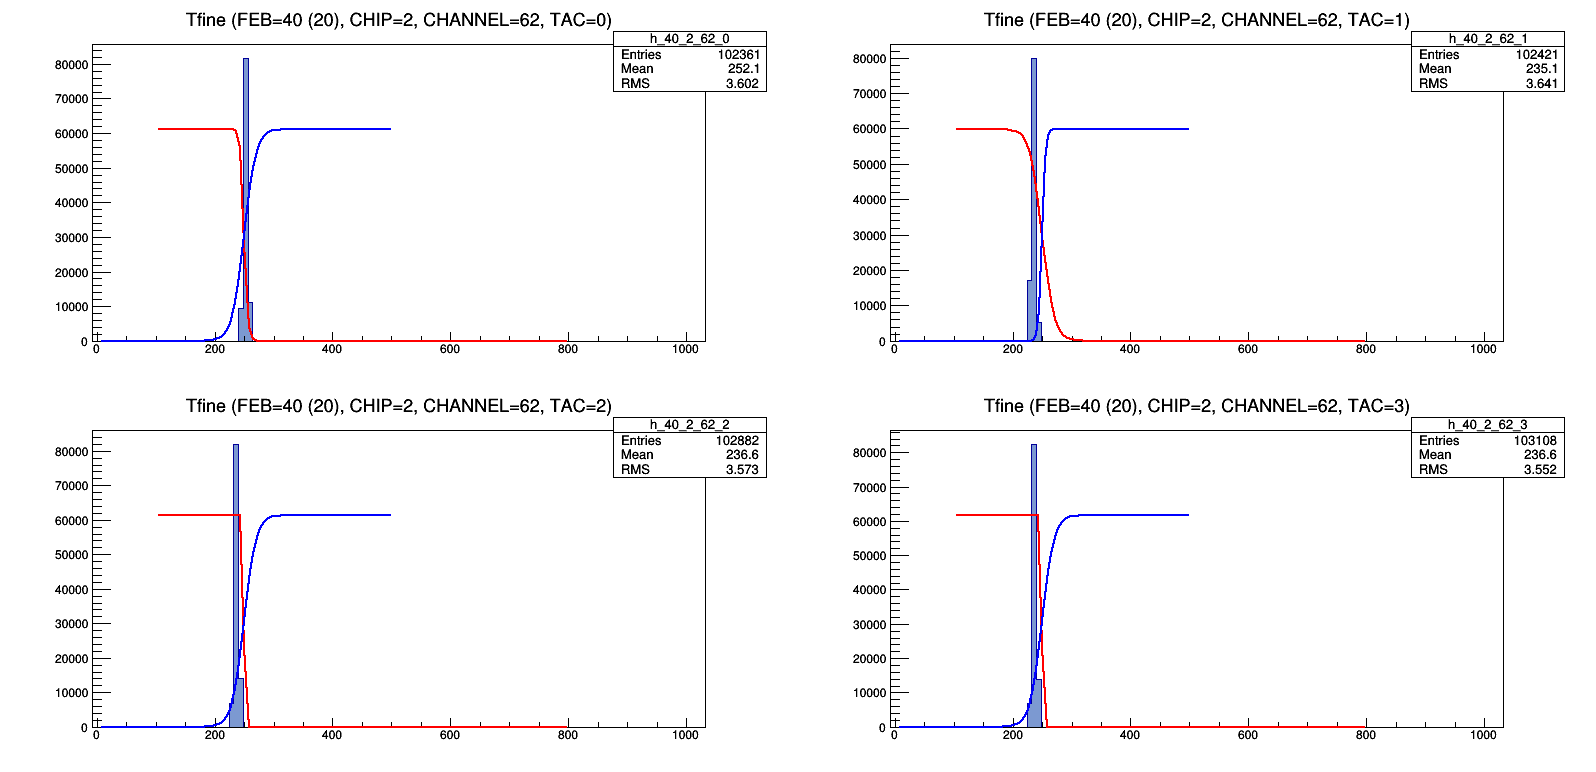 Tfine (FEB=40 (20), CHIP=2, CHANNEL=62, TAC=0)
h_40_2_62_0
Entries 102361
Mean 252.1
RMS 3.602
80000
70000
60000
50000
40000
30000
20000
10000
0
0 200 400 600 800 1000
Tfine (FEB=40 (20), CHIP=2, CHANNEL=62, TAC=1)
h_40_2_62_1
Entries 102421
Mean 235.1
RMS 3.641
80000
70000
60000
50000
40000
30000
20000
10000
0
0 200 400 600 800 1000
Tfine (FEB=40 (20), CHIP=2, CHANNEL=62, TAC=2)
h_40_2_62_2
Entries 102882
Mean 236.6
RMS 3.573
80000
70000
60000
50000
40000
30000
20000
10000
0
0 200 400 600 800 1000
Tfine (FEB=40 (20), CHIP=2, CHANNEL=62, TAC=3)
h_40_2_62_3
Entries 103108
Mean 236.6
RMS 3.552
80000
70000
60000
50000
40000
30000
20000
10000
0
0 200 400 600 800 1000